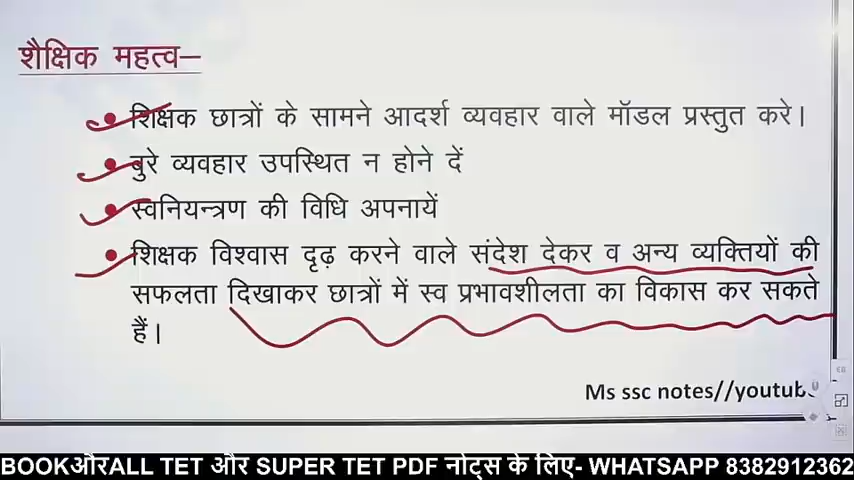 शैक्षिक महत्व–
• शिक्षक छात्रों के सामने आदर्श व्यवहार वाले मॉडल प्रस्तुत करे।
• बुरे व्यवहार उपस्थित न होने दें
• स्वनियन्त्रण की विधि अपनायें
• शिक्षक विश्वास दृढ़ करने वाले संदेश देकर व अन्य व्यक्तियों की
सफलता दिखाकर छात्रों में स्व प्रभावशीलता का विकास कर सकते
हैं।
Ms ssc notes//youtube
BOOKऔरALL TET और SUPER TET PDF नोट्स के लिए- WHATSAPP 8382912362